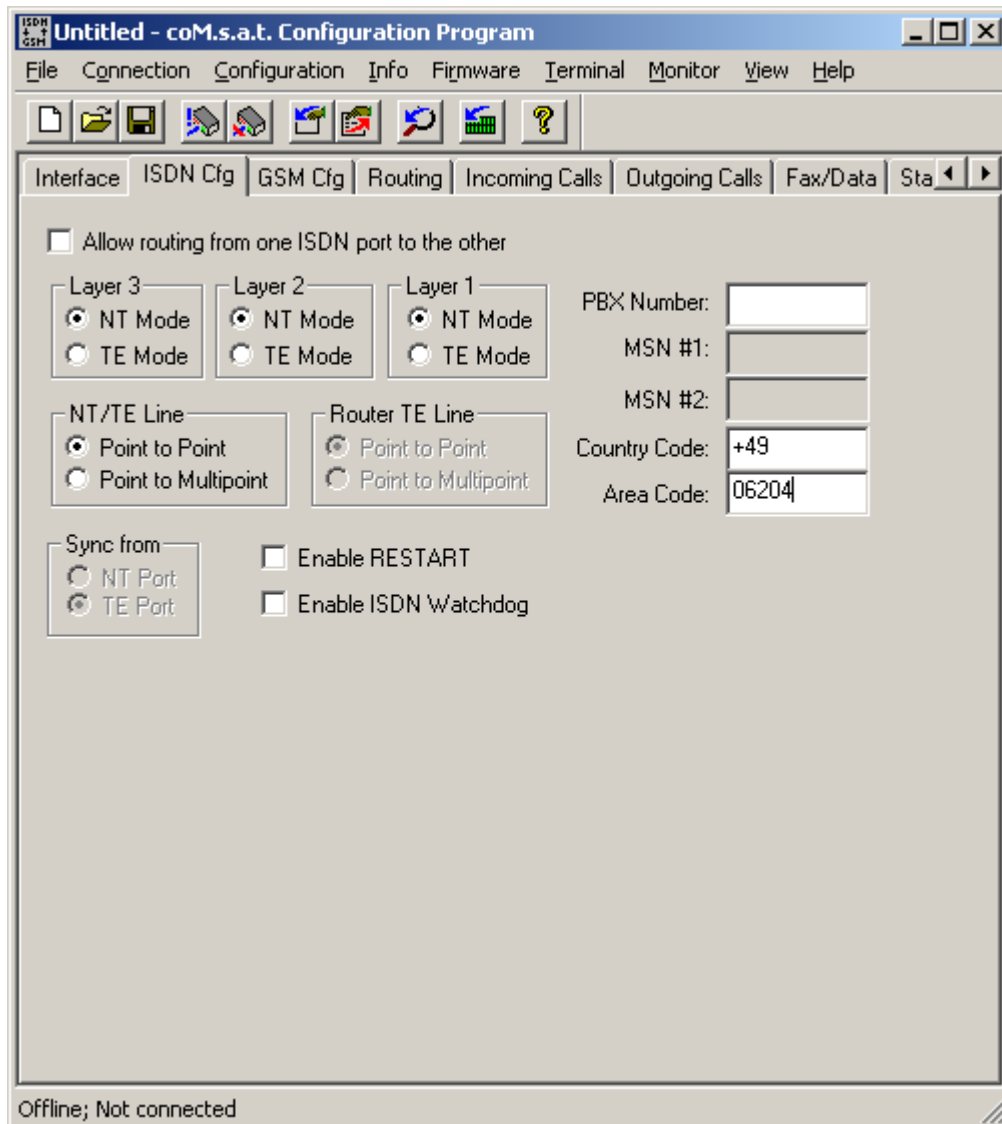 ISDN
GSM
Untitled - coM.s.a.t. Configuration Program
File Connection Configuration Info Firmware Terminal Monitor View Help
Interface ISDN Cfg GSM Cfg Routing Incoming Calls Outgoing Calls Fax/Data Sta
Allow routing from one ISDN port to the other
Layer 3 Layer 2 Layer 1
NT Mode NT Mode NT Mode
TE Mode TE Mode TE Mode
PBX Number:
MSN #1:
MSN #2:
Country Code: +49
Area Code: 06204
NT/TE Line
Point to Point
Point to Multipoint
Router TE Line
Point to Point
Point to Multipoint
Sync from
NT Port
TE Port
Enable RESTART
Enable ISDN Watchdog
Offline; Not connected